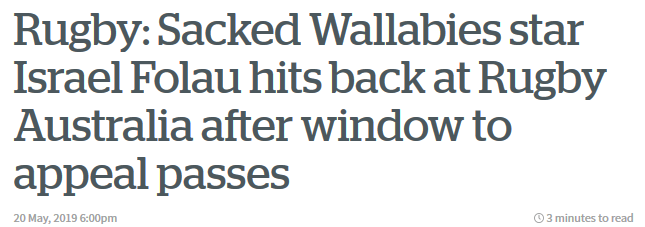 Rugby: Sacked Wallabies star
Israel Folau hits back at Rugby
Australia after window to
appeal passes
20 May, 2019 6:00pm
3 minutes to read